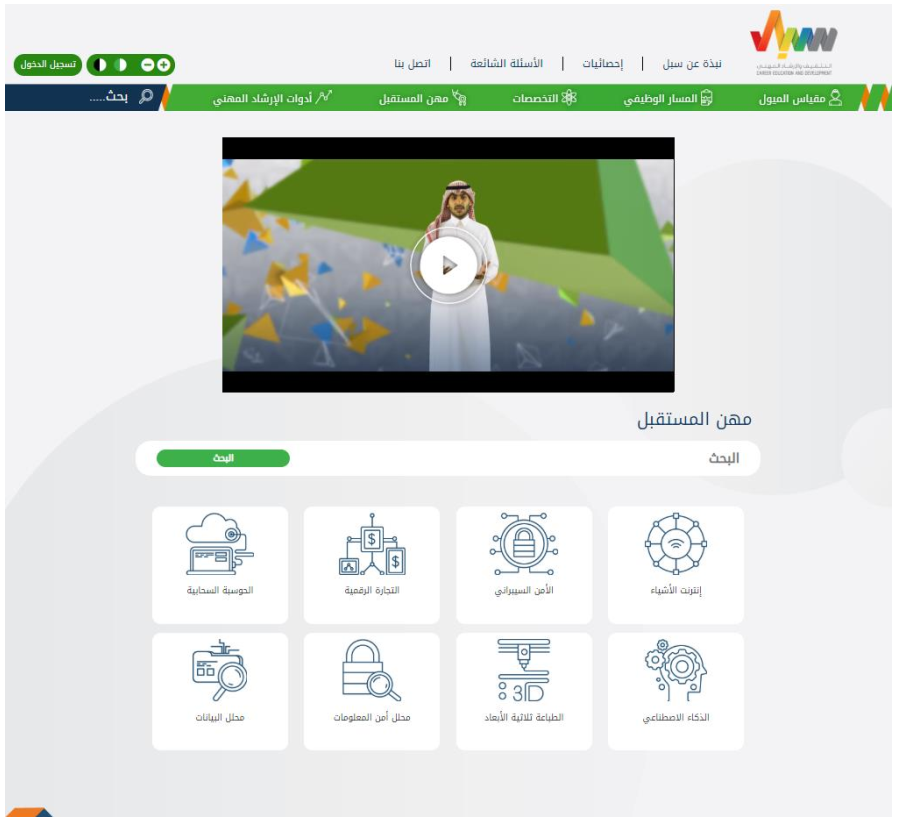 سبل
التثقيف والإرشاد المهني
CAREER EDUCATION AND DEVELOPMENT
نبذة عن سبل | إحصائيات | الأسئلة الشائعة | اتصل بنا
تسجيل الدخول
مقياس الميول
المسار الوظيفي
التخصصات
مهن المستقبل
أدوات الإرشاد المهني
بحث.....
مهن المستقبل
البحث
البحث
إنترنت الأشياء
الأمن السيبراني
$
$
التجارة الرقمية
الحوسبة السحابية
الذكاء الاصطناعي
3D
الطباعة ثلاثية الأبعاد
محلل أمن المعلومات
محلل البيانات